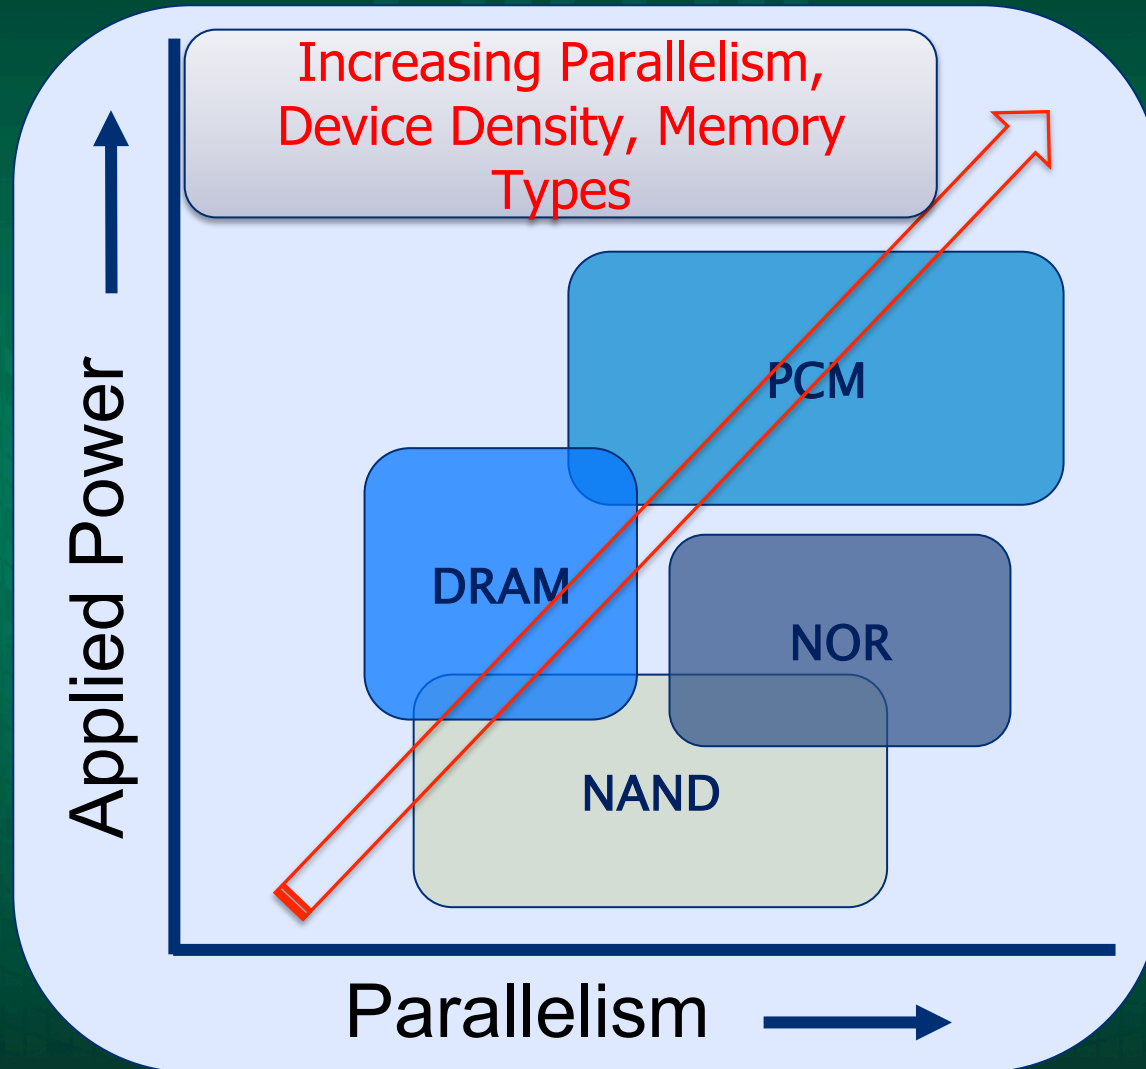 Increasing Parallelism,
Device Density, Memory
Types
PCM
DRAM
NOR
NAND
Applied Power
Parallelism